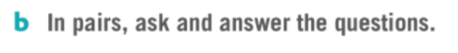 b In pairs, ask and answer the questions.